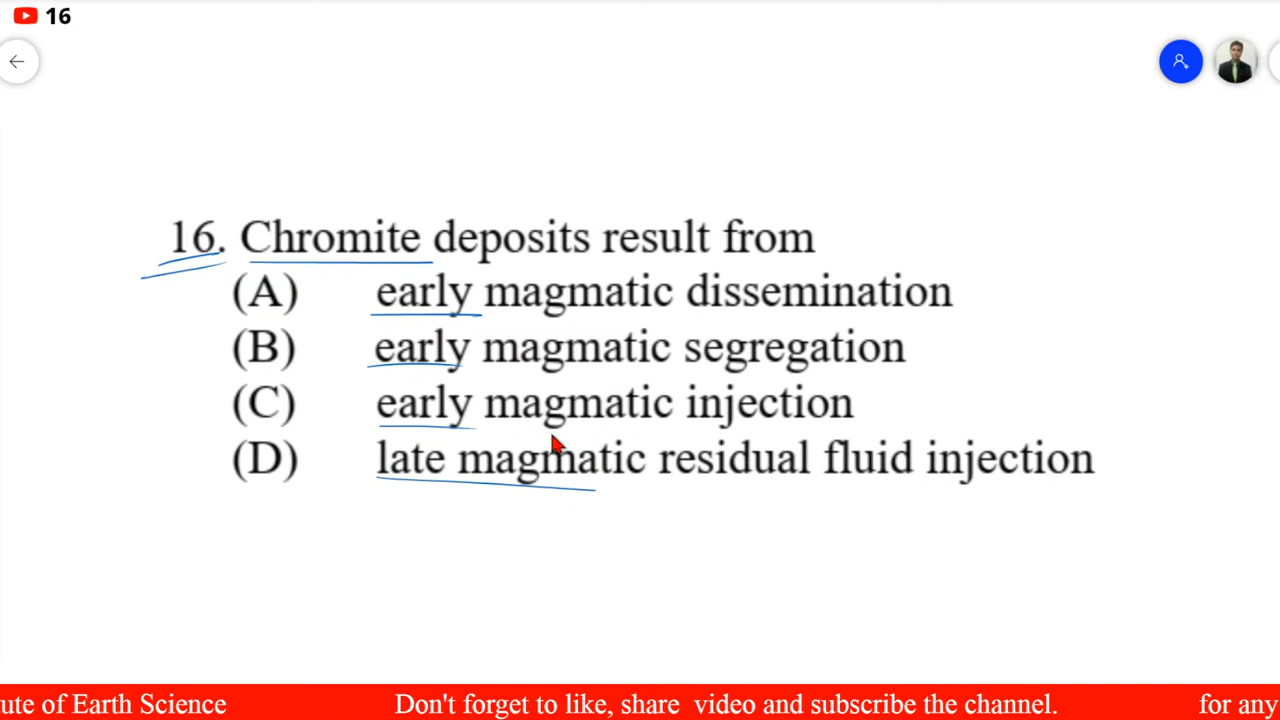 16
16. Chromite deposits result from
(A) early magmatic dissemination
(B) early magmatic segregation
(C) early magmatic injection
(D) late magmatic residual fluid injection
ute of Earth Science Don't forget to like, share video and subscribe the channel. for any